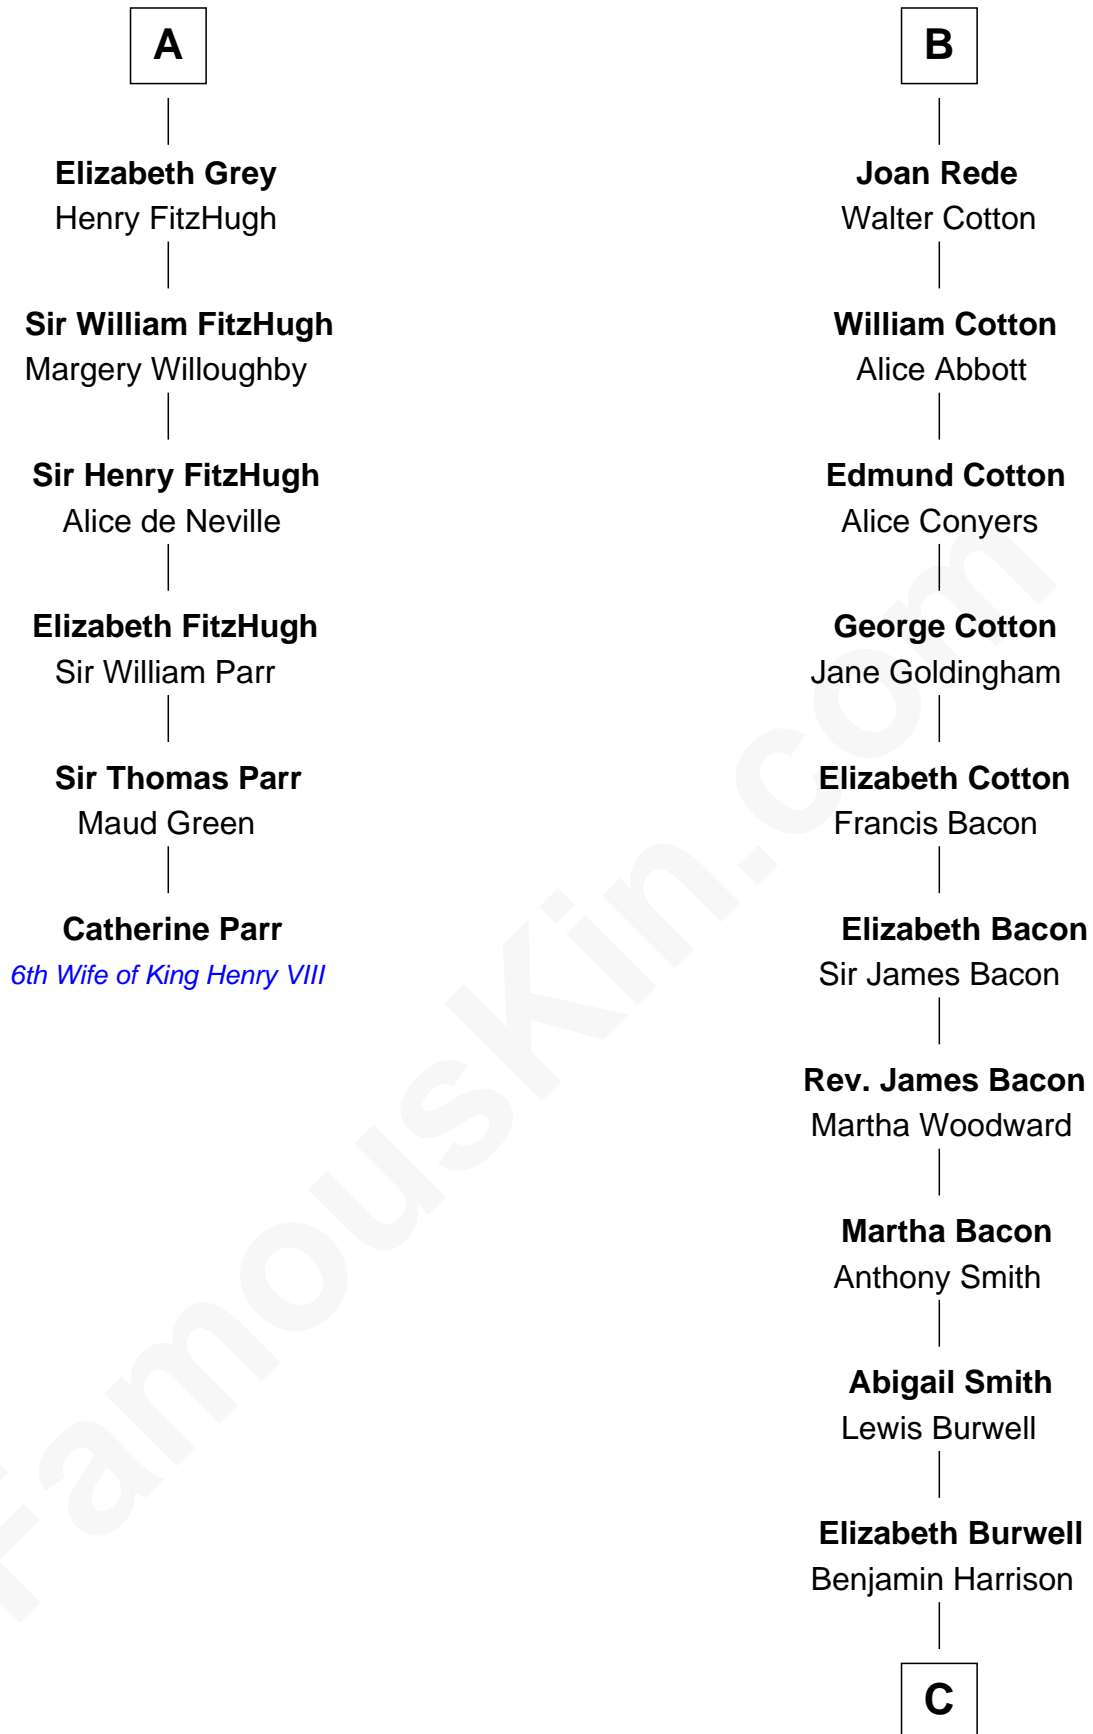 A
Elizabeth Grey
Henry FitzHugh
Sir William FitzHugh
Margery Willoughby
Sir Henry FitzHugh
Alice de Neville
Elizabeth FitzHugh
Sir William Parr
Sir Thomas Parr
Maud Green
Catherine Parr
6th Wife of King Henry VIII
B
Joan Rede
Walter Cotton
William Cotton
Alice Abbott
Edmund Cotton
Alice Conyers
George Cotton
Jane Goldingham
Elizabeth Cotton
Francis Bacon
Elizabeth Bacon
Sir James Bacon
Rev. James Bacon
Martha Woodward
Martha Bacon
Anthony Smith
Abigail Smith
Lewis Burwell
Elizabeth Burwell
Benjamin Harrison
C
FamousKin.com